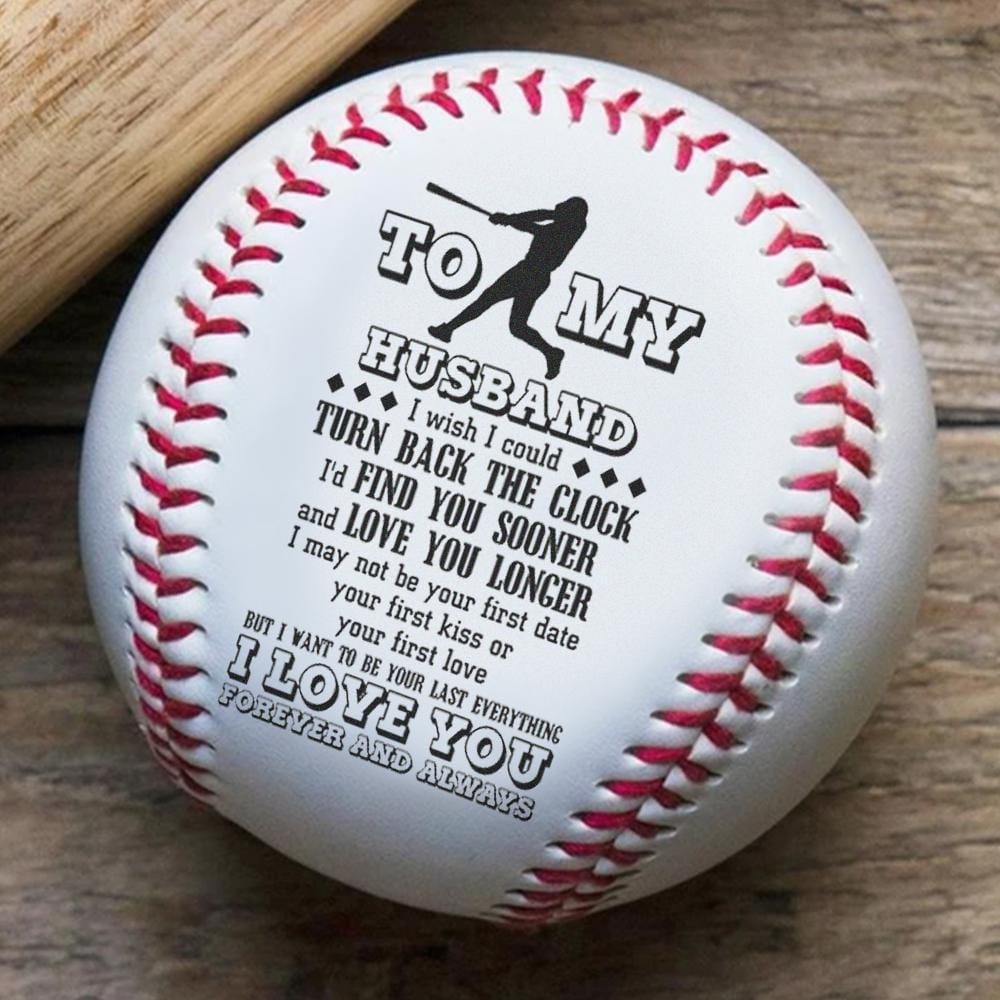 TO MY
HUSBAND
I wish I could
TURN BACK THE CLOCK
I'd FIND YOU SOONER
and LOVE YOU LONGER
I may not be your first date
your first kiss or
your first love
BUT I WANT TO BE YOUR LAST EVERYTHING
I LOVE YOU
FOREVER AND ALWAYS